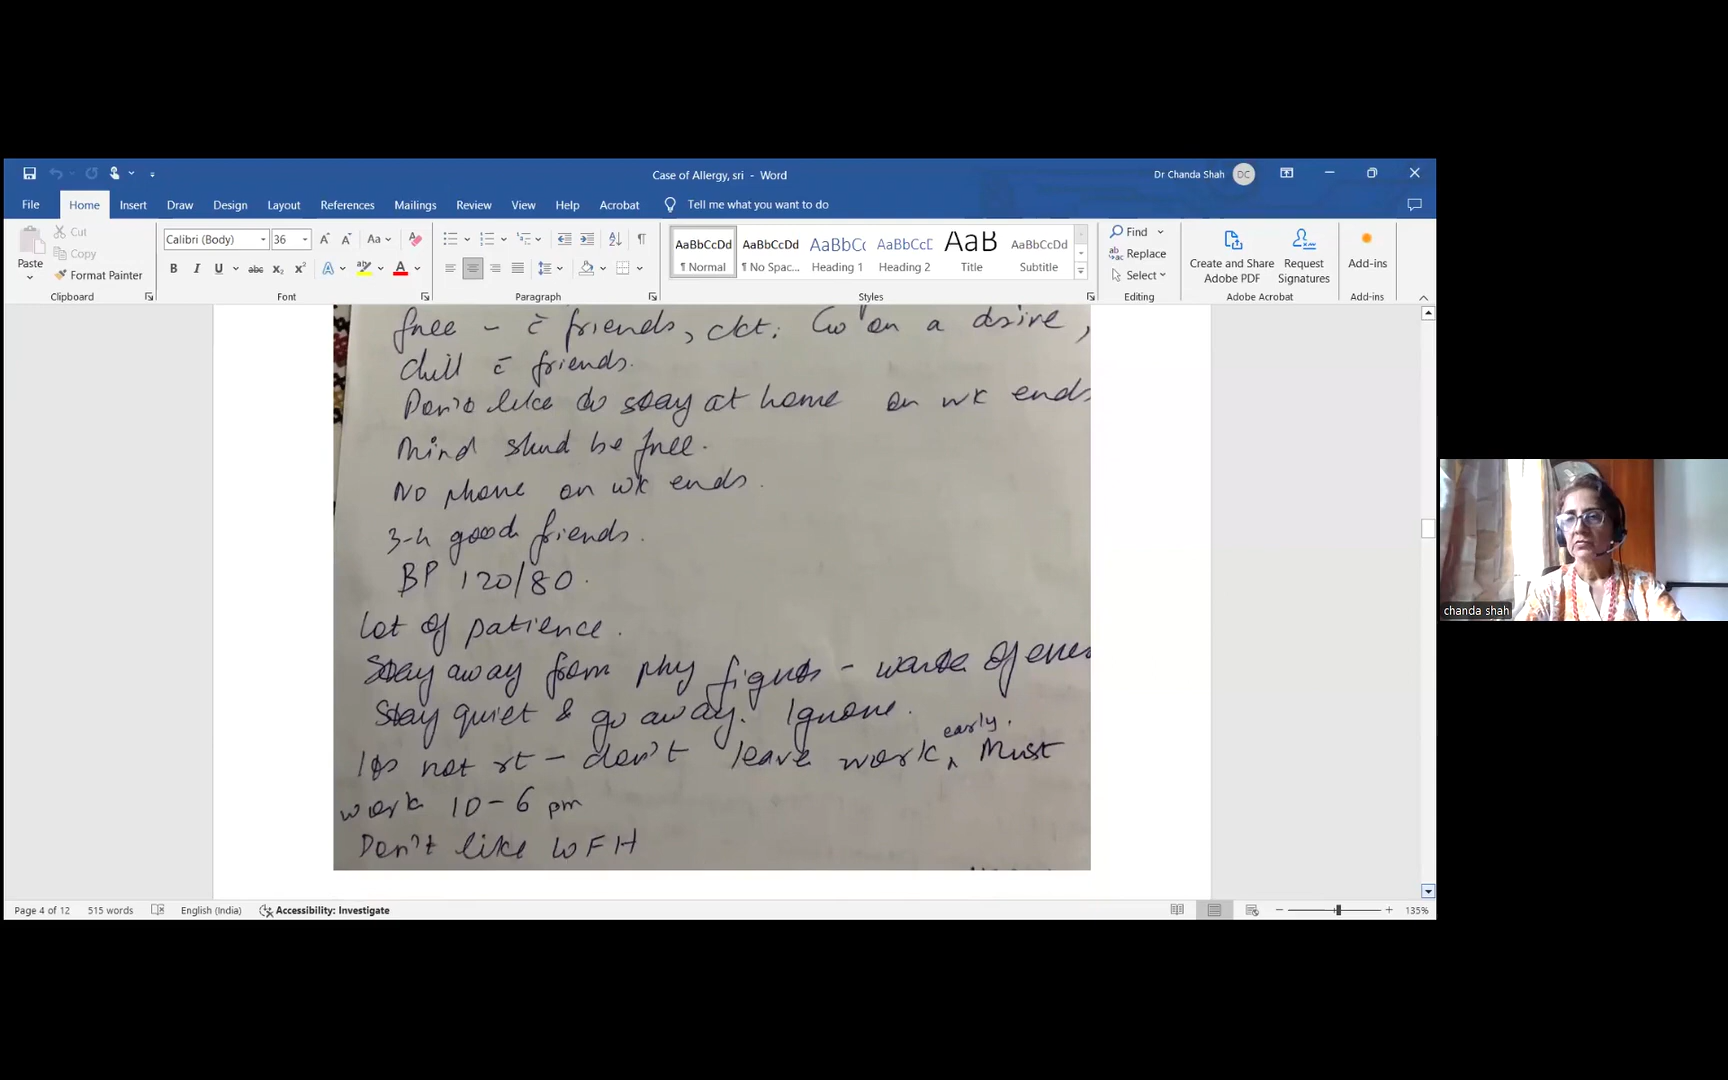 Case of Allergy, sri - Word
Dr Chanda Shah
DC
File Home Insert Draw Design Layout References Mailings Review View Help Acrobat Tell me what you want to do
Paste
Cut
Copy
Format Painter
Clipboard
Calibri (Body) 36
Font
Paragraph
AaBbCcDd AaBbCcDd AaBbCc AaBbCcD AaB AaBbCcDd
¶ Normal ¶ No Spac... Heading 1 Heading 2 Title Subtitle
Styles
Find
Replace
Select
Editing
Create and Share Adobe PDF
Request Signatures
Adobe Acrobat
Add-ins
Add-ins
free - c̄ friends, ckt. Go on a drive,
chill c̄ friends.
Don't like to stay at home on wk ends
Mind shud be free.
No phone on wk ends.
3-4 good friends.
BP 120/80.
Lot of patience.
Stay away from phy fights - waste of ener
Stay quiet & go away. Ignore.
Its not rt - don't leave work early. Must
work 10-6 pm
Don't like WFH
chanda shah
Page 4 of 12 515 words English (India) Accessibility: Investigate 135%